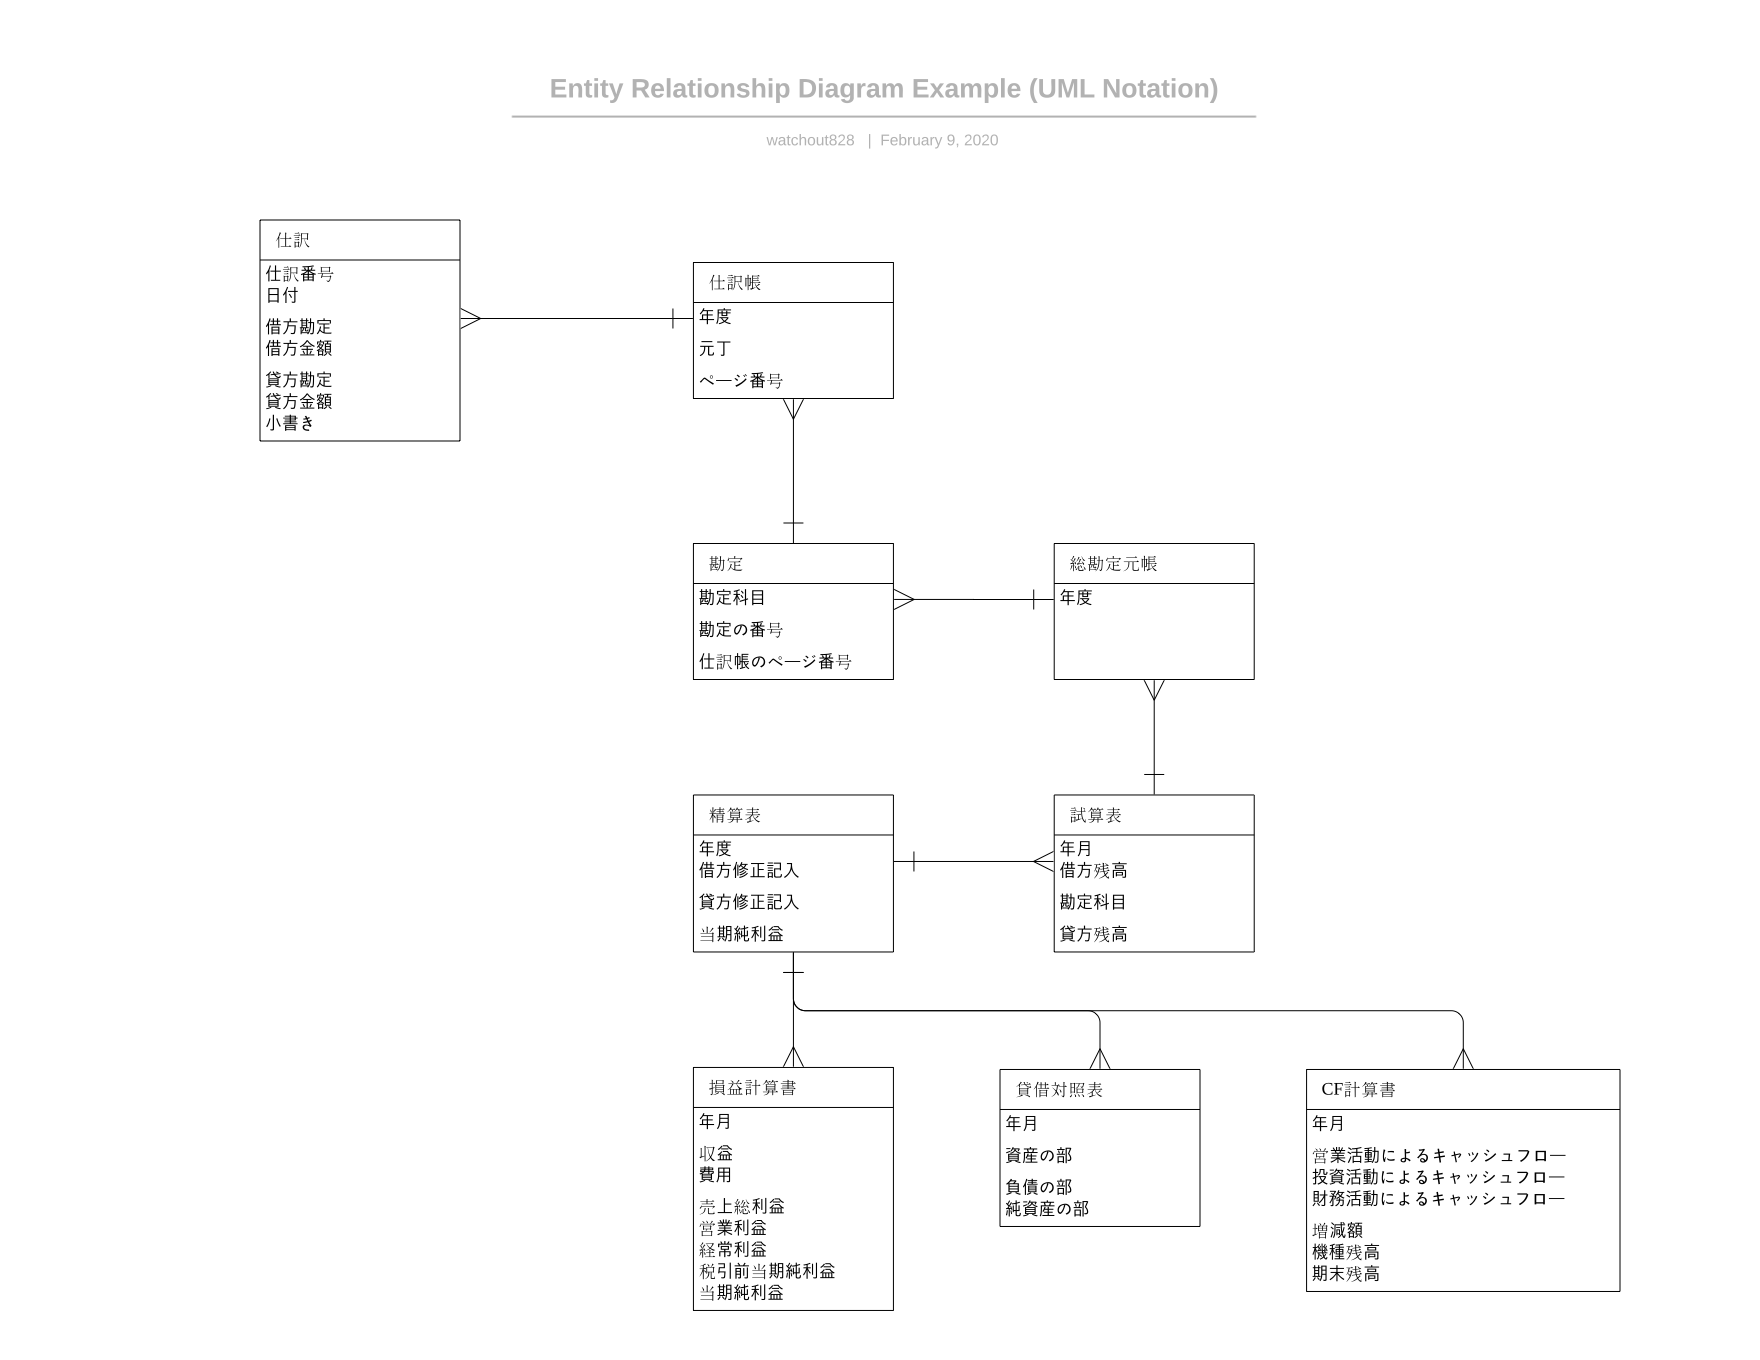 Entity Relationship Diagram Example (UML Notation)
watchout828 | February 9, 2020
仕訳
仕訳番号
日付
借方勘定
借方金額
貸方勘定
貸方金額
小書き
仕訳帳
年度
元丁
ページ番号
勘定
勘定科目
勘定の番号
仕訳帳のページ番号
総勘定元帳
年度
精算表
年度
借方修正記入
貸方修正記入
当期純利益
試算表
年月
借方残高
勘定科目
貸方残高
損益計算書
年月
収益
費用
売上総利益
営業利益
経常利益
税引前当期純利益
当期純利益
貸借対照表
年月
資産の部
負債の部
純資産の部
CF計算書
年月
営業活動によるキャッシュフロー
投資活動によるキャッシュフロー
財務活動によるキャッシュフロー
増減額
機種残高
期末残高